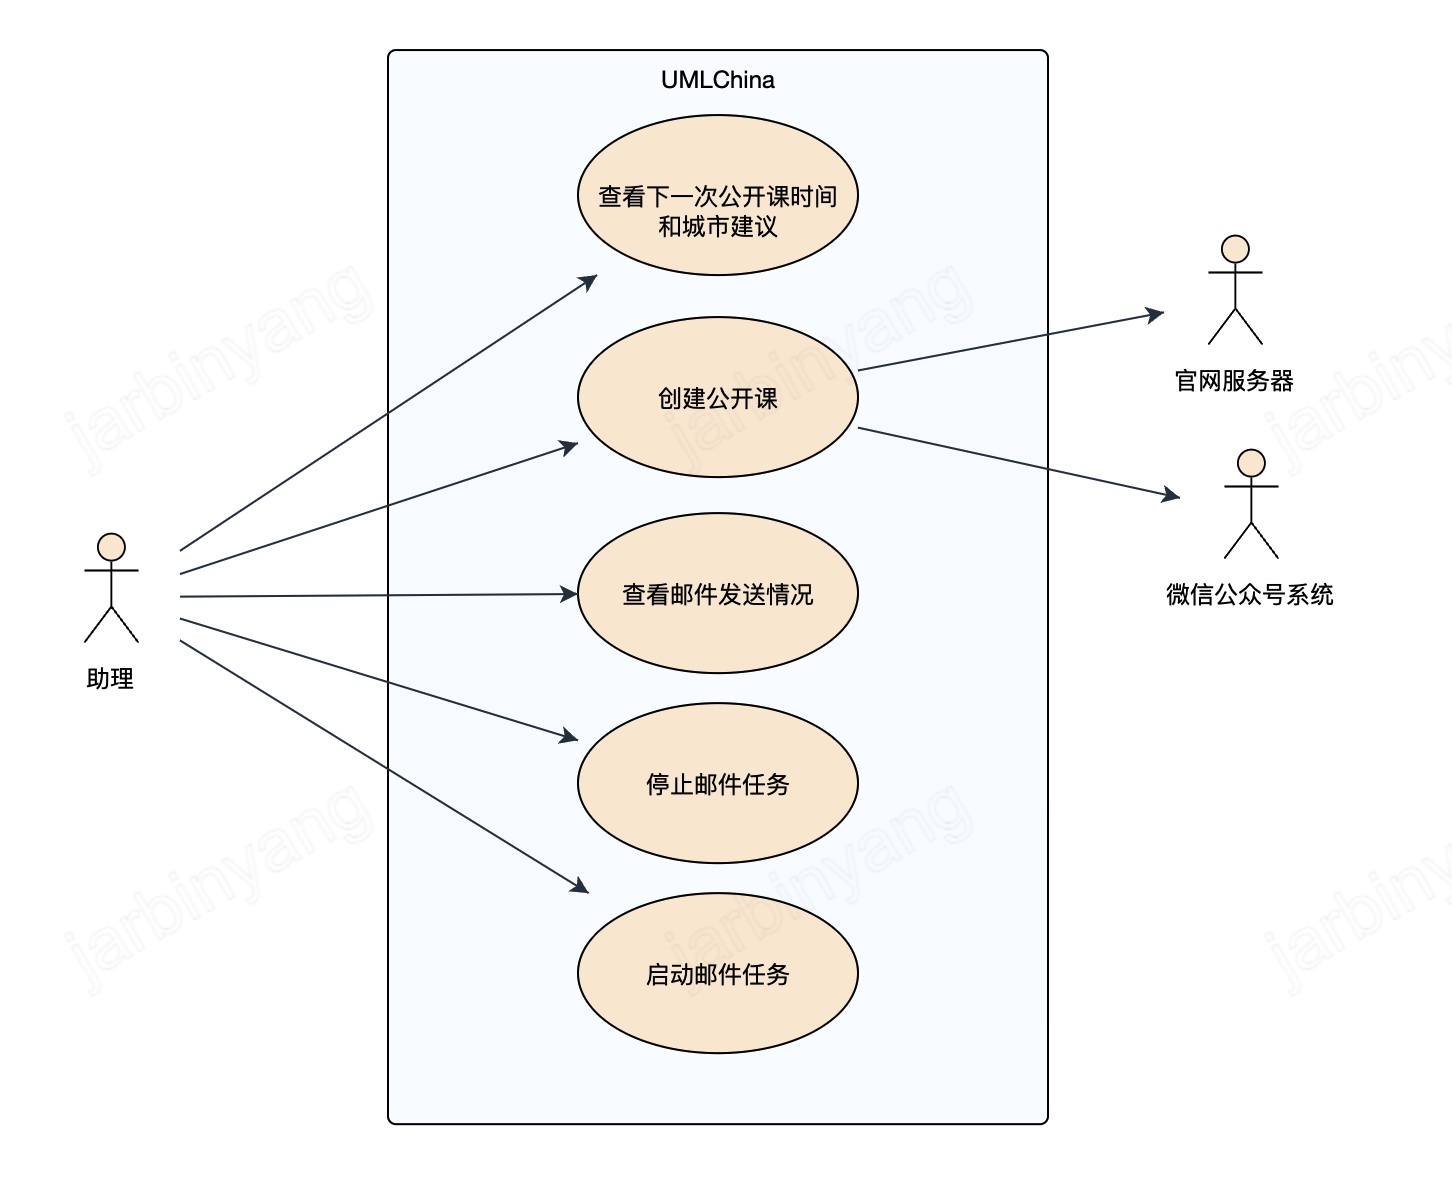 UMLChina
查看下一次公开课时间
和城市建议
创建公开课
查看邮件发送情况
停止邮件任务
启动邮件任务
助理
官网服务器
微信公众号系统
jarbinyang
jarbinyang
jarbiny
jarbinyang
jarbinyang
jarbiny